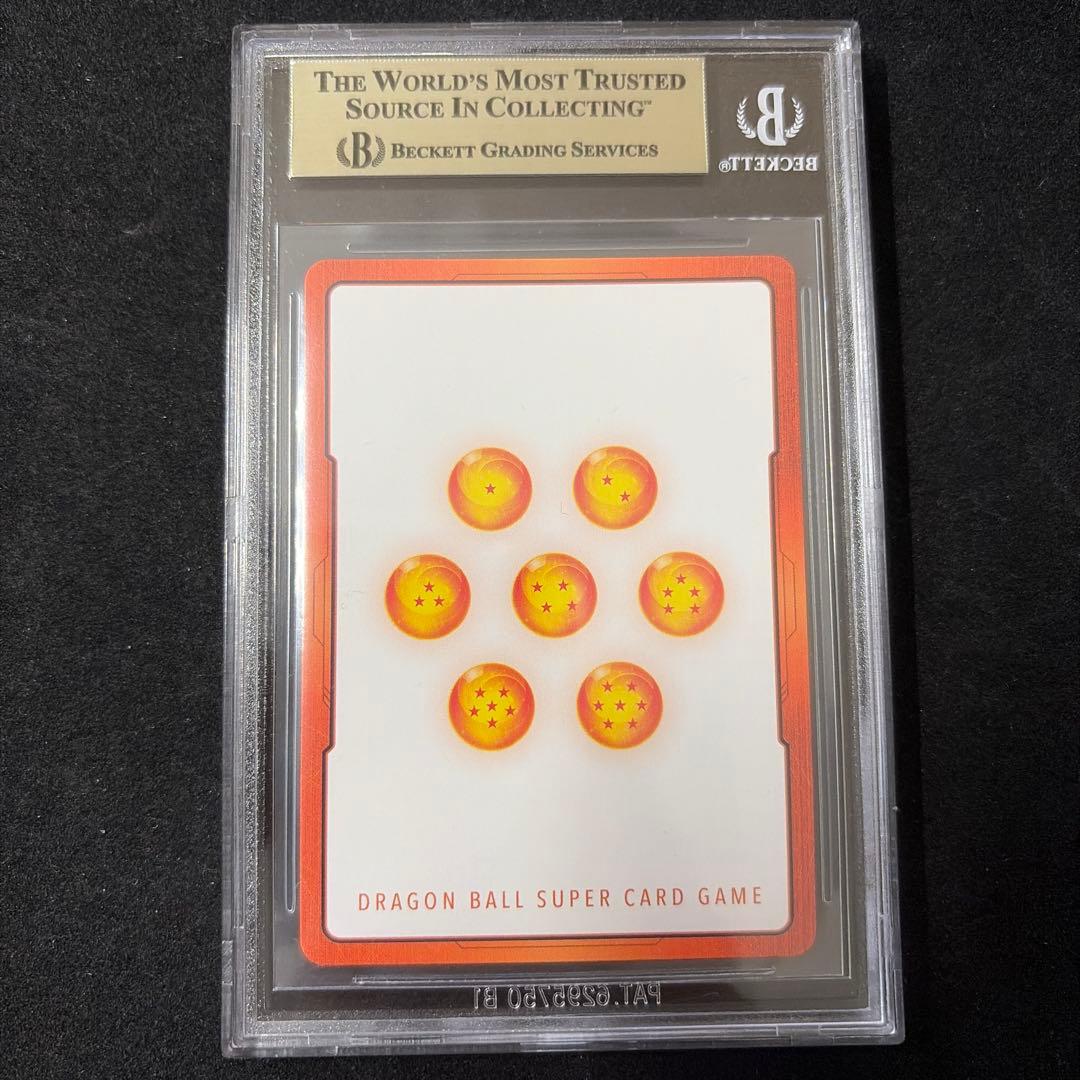 THE WORLD'S MOST TRUSTED
SOURCE IN COLLECTING™
B BECKETT GRADING SERVICES
B
BECKETT®
DRAGON BALL SUPER CARD GAME
PAT.6295750 B1